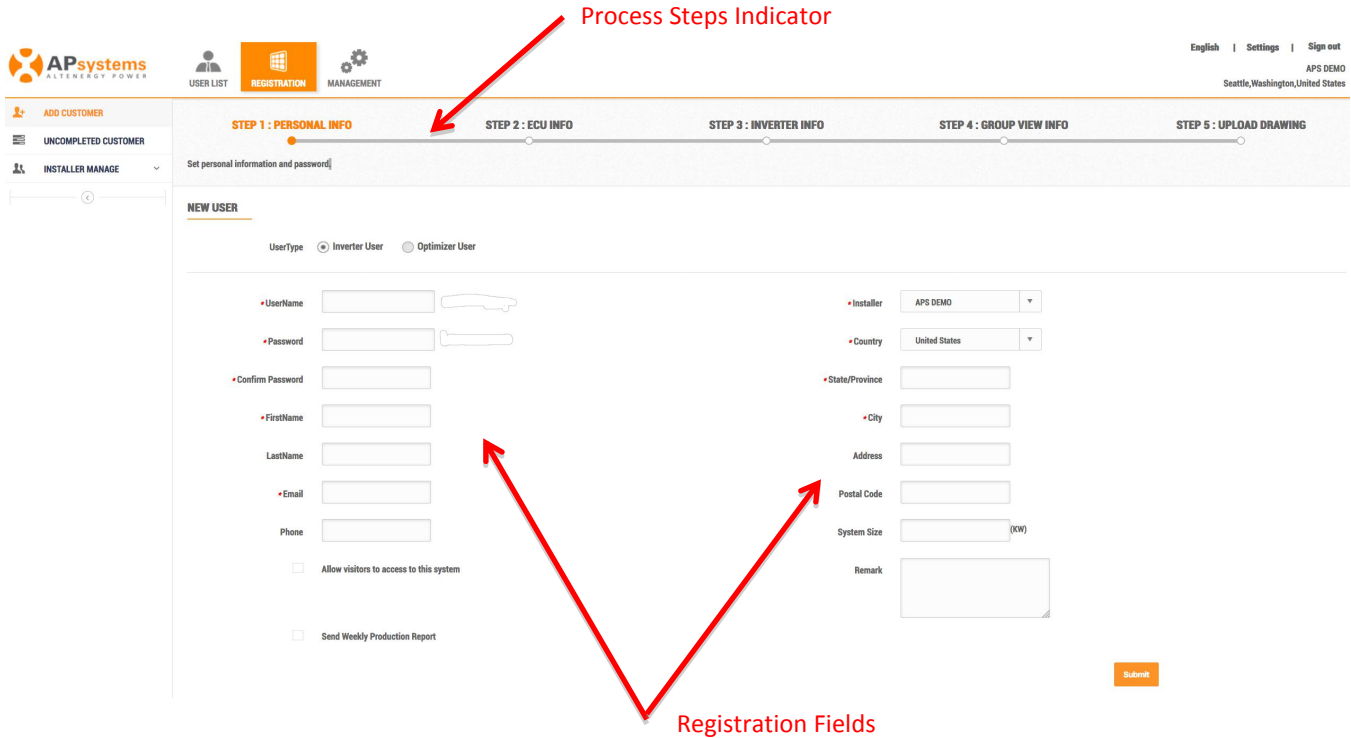 Process Steps Indicator
English | Settings | Sign out
APsystems
ALTENERGY POWER
USER LIST REGISTRATION MANAGEMENT
APS DEMO
Seattle,Washington,United States
ADD CUSTOMER
UNCOMPLETED CUSTOMER
INSTALLER MANAGE
STEP 1 : PERSONAL INFO STEP 2 : ECU INFO STEP 3 : INVERTER INFO STEP 4 : GROUP VIEW INFO STEP 5 : UPLOAD DRAWING
Set personal information and password.
NEW USER
UserType Inverter User Optimizer User
*UserName
*Password
*Confirm Password
*FirstName
LastName
*Email
Phone
Allow visitors to access to this system
Send Weekly Production Report
*Installer APS DEMO
*Country United States
*State/Province
*City
Address
Postal Code
System Size (KW)
Remark
Submit
Registration Fields